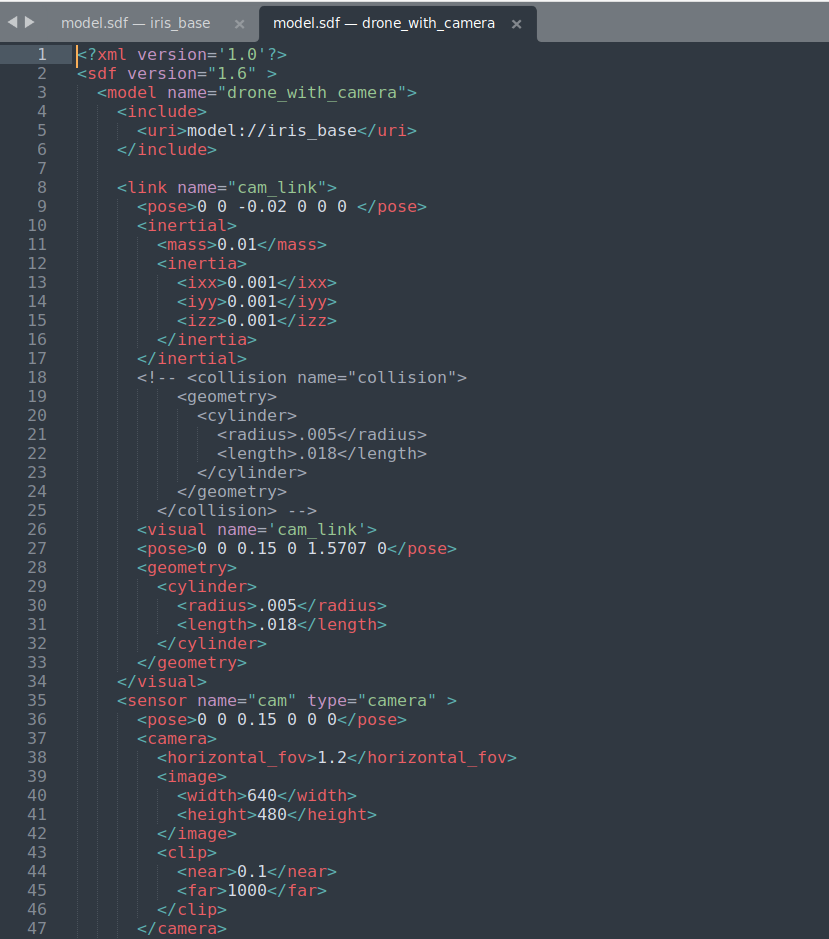 model.sdf — iris_base × model.sdf — drone_with_camera ×
1 <?xml version='1.0'?>
2 <sdf version="1.6" >
3   <model name="drone_with_camera">
4     <include>
5       <uri>model://iris_base</uri>
6     </include>
7
8     <link name="cam_link">
9       <pose>0 0 -0.02 0 0 0 </pose>
10       <inertial>
11         <mass>0.01</mass>
12         <inertia>
13           <ixx>0.001</ixx>
14           <iyy>0.001</iyy>
15           <izz>0.001</izz>
16         </inertia>
17       </inertial>
18       <!-- <collision name="collision">
19           <geometry>
20             <cylinder>
21               <radius>.005</radius>
22               <length>.018</length>
23             </cylinder>
24           </geometry>
25         </collision> -->
26       <visual name='cam_link'>
27       <pose>0 0 0.15 0 1.5707 0</pose>
28       <geometry>
29         <cylinder>
30           <radius>.005</radius>
31           <length>.018</length>
32         </cylinder>
33       </geometry>
34     </visual>
35     <sensor name="cam" type="camera" >
36       <pose>0 0 0.15 0 0 0</pose>
37       <camera>
38         <horizontal_fov>1.2</horizontal_fov>
39         <image>
40           <width>640</width>
41           <height>480</height>
42         </image>
43         <clip>
44           <near>0.1</near>
45           <far>1000</far>
46         </clip>
47       </camera>